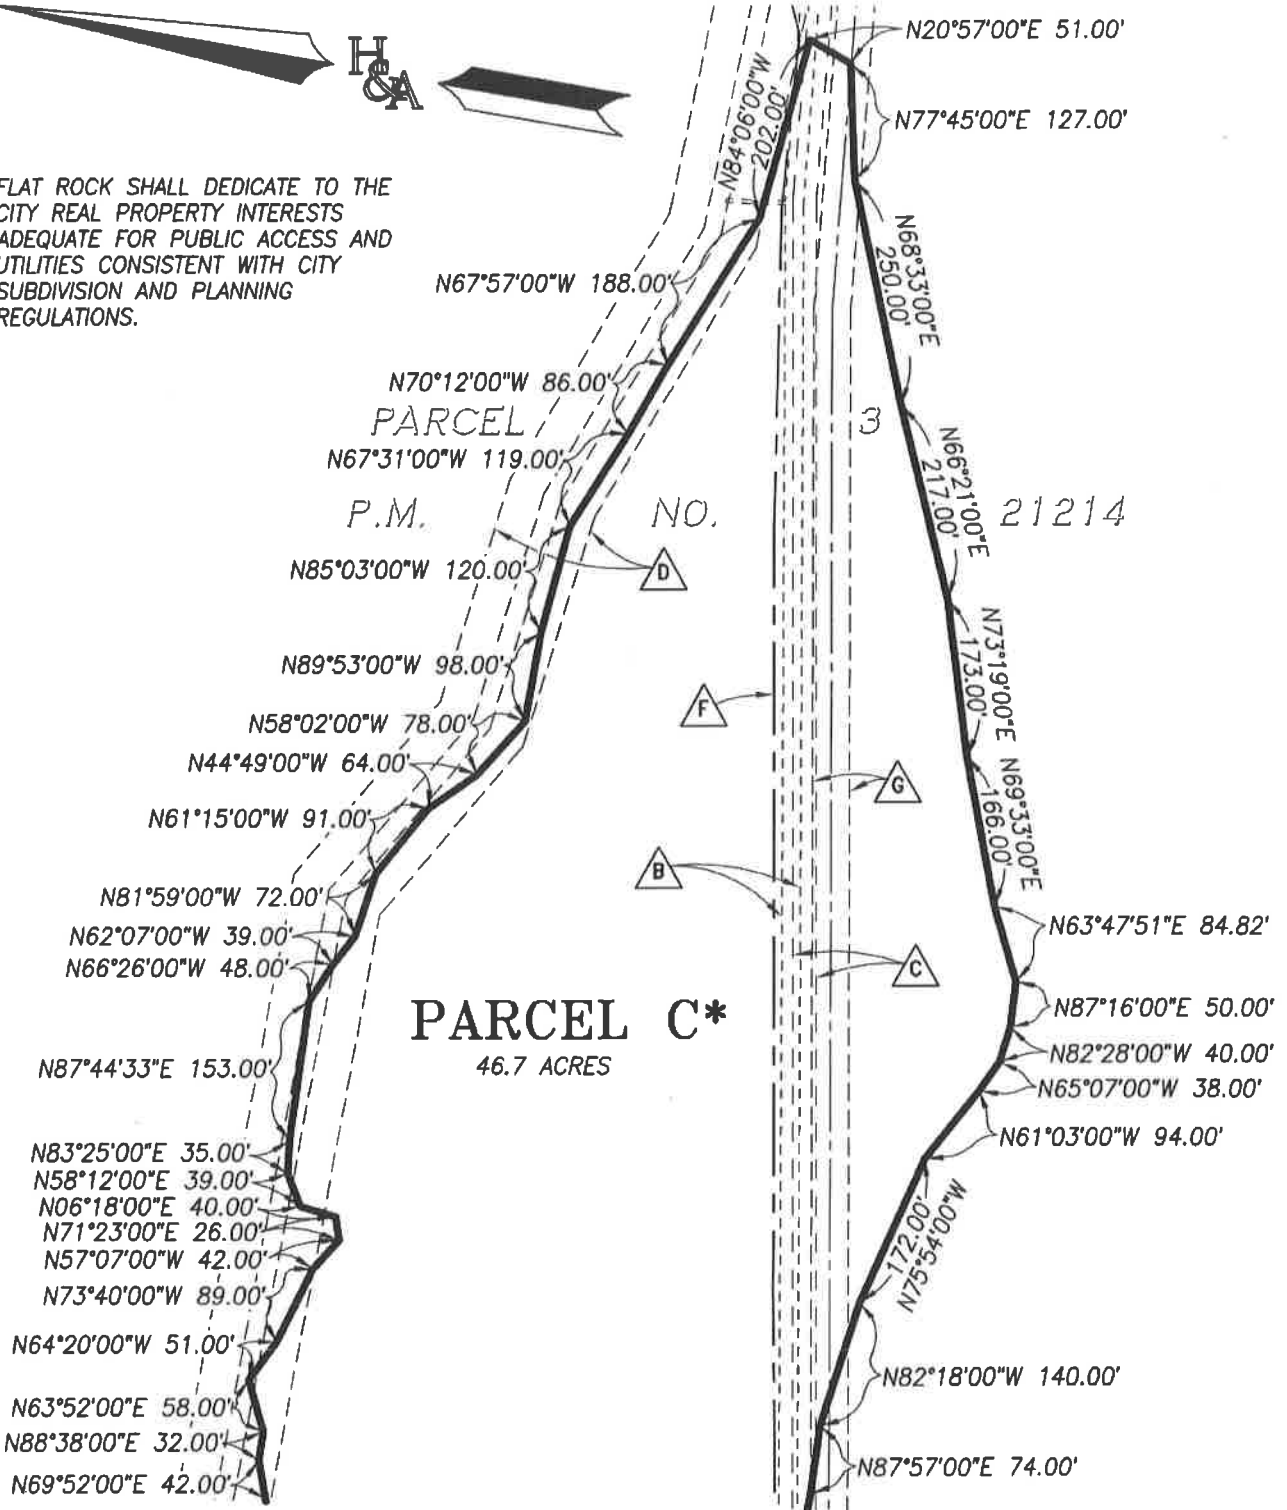 H&A
FLAT ROCK SHALL DEDICATE TO THE
CITY REAL PROPERTY INTERESTS
ADEQUATE FOR PUBLIC ACCESS AND
UTILITIES CONSISTENT WITH CITY
SUBDIVISION AND PLANNING
REGULATIONS.
N20°57'00"E 51.00'
N84°06'00"W
202.00'
N77°45'00"E 127.00'
N68°33'00"E
250.00'
N67°57'00"W 188.00'
N70°12'00"W 86.00'
PARCEL 3
N67°31'00"W 119.00'
N66°21'00"E
217.00'
P.M. NO. 21214
N85°03'00"W 120.00'
D
N89°53'00"W 98.00'
N73°19'00"E
173.00'
F
N58°02'00"W 78.00'
N44°49'00"W 64.00'
G
N69°33'00"E
166.00'
N61°15'00"W 91.00'
B
N81°59'00"W 72.00'
N63°47'51"E 84.82'
N62°07'00"W 39.00'
N66°26'00"W 48.00'
C
PARCEL C*
46.7 ACRES
N87°16'00"E 50.00'
N82°28'00"W 40.00'
N87°44'33"E 153.00'
N65°07'00"W 38.00'
N61°03'00"W 94.00'
N83°25'00"E 35.00'
N58°12'00"E 39.00'
N06°18'00"E 40.00'
N71°23'00"E 26.00'
N57°07'00"W 42.00'
172.00'
N75°54'00"W
N73°40'00"W 89.00'
N64°20'00"W 51.00'
N82°18'00"W 140.00'
N63°52'00"E 58.00'
N88°38'00"E 32.00'
N87°57'00"E 74.00'
N69°52'00"E 42.00'